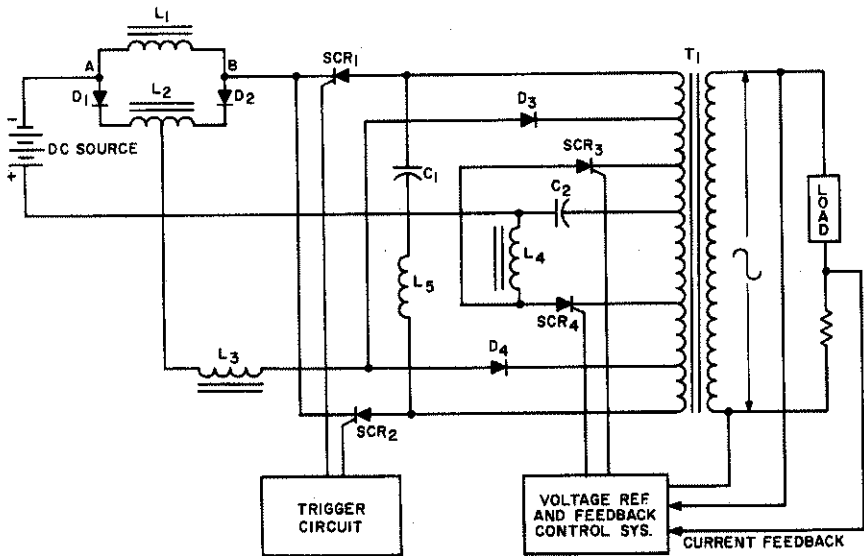 L1
A
B
D1
L2
D2
-
DC SOURCE
+
SCR1
T1
D3
SCR3
C1
C2
L4
L5
SCR4
LOAD
L3
D4
SCR2
TRIGGER
CIRCUIT
VOLTAGE REF.
AND FEEDBACK
CONTROL SYS.
CURRENT FEEDBACK